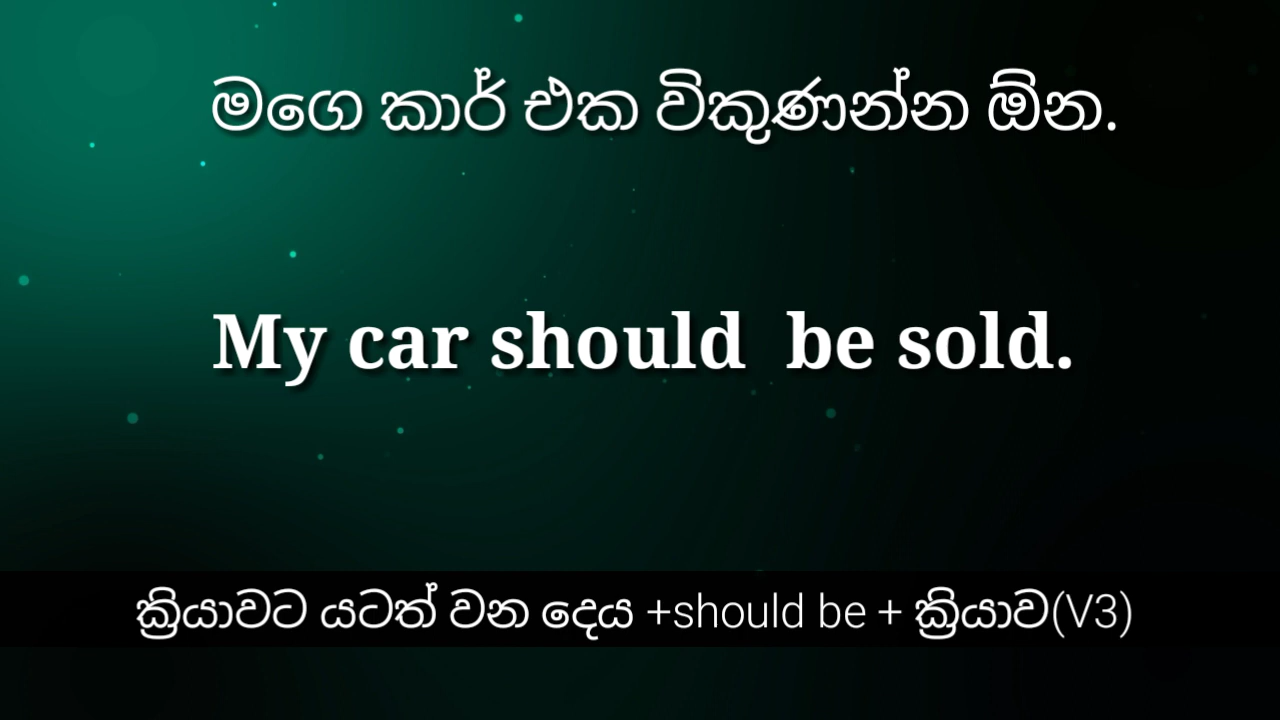 මගෙ කාර් එක විකුණන්න ඕන.
My car should  be sold.
ක්‍රියාවට යටත් වන දෙය +should be + ක්‍රියාව(V3)